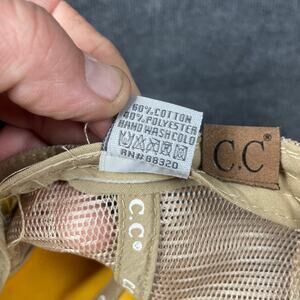 60% COTTON
40% POLYESTER
HAND WASH COLD
RN# 88320
C.C®
C.C®